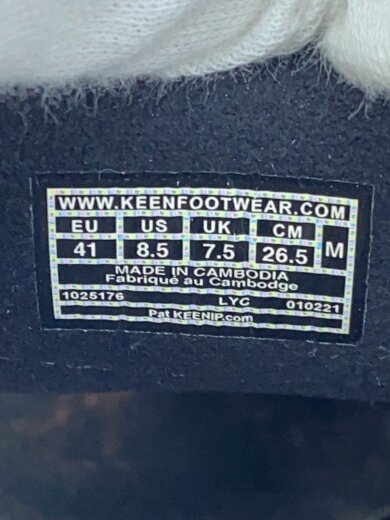 WWW.KEENFOOTWEAR.COM
EU US UK CM M
41 8.5 7.5 26.5
MADE IN CAMBODIA
Fabriqué au Cambodge
1025176 LYC 010221
Pat KEENIP.com